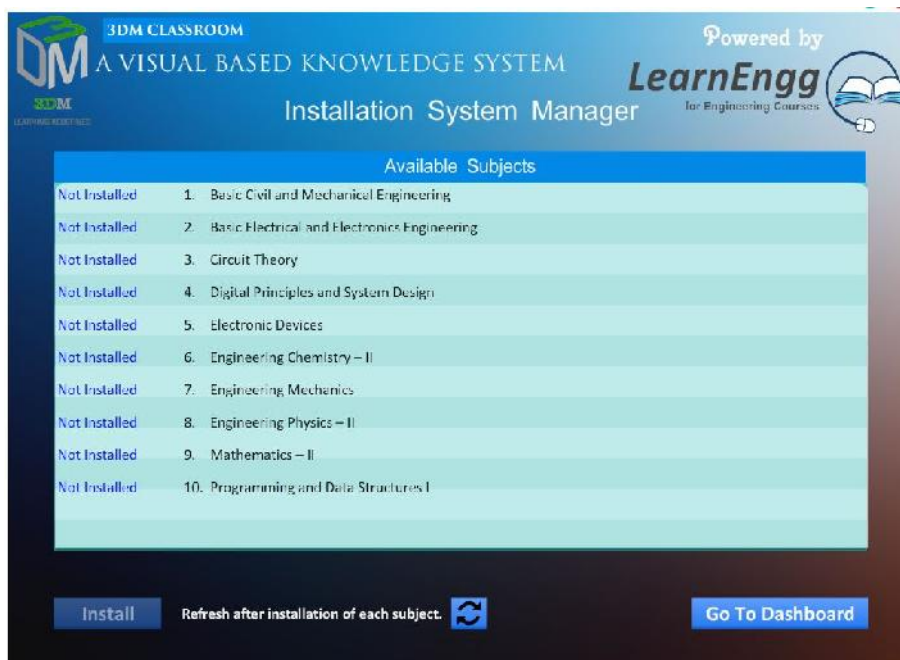 3DM CLASSROOM
A VISUAL BASED KNOWLEDGE SYSTEM
Powered by
LearnEngg
for Engineering Courses
3DM
LEARNING REDEFINED
Installation System Manager
Available Subjects
Not Installed 1. Basic Civil and Mechanical Engineering
Not Installed 2. Basic Electrical and Electronics Engineering
Not Installed 3. Circuit Theory
Not Installed 4. Digital Principles and System Design
Not Installed 5. Electronic Devices
Not Installed 6. Engineering Chemistry – II
Not Installed 7. Engineering Mechanics
Not Installed 8. Engineering Physics – II
Not Installed 9. Mathematics – II
Not Installed 10. Programming and Data Structures I
Install Refresh after installation of each subject. Go To Dashboard